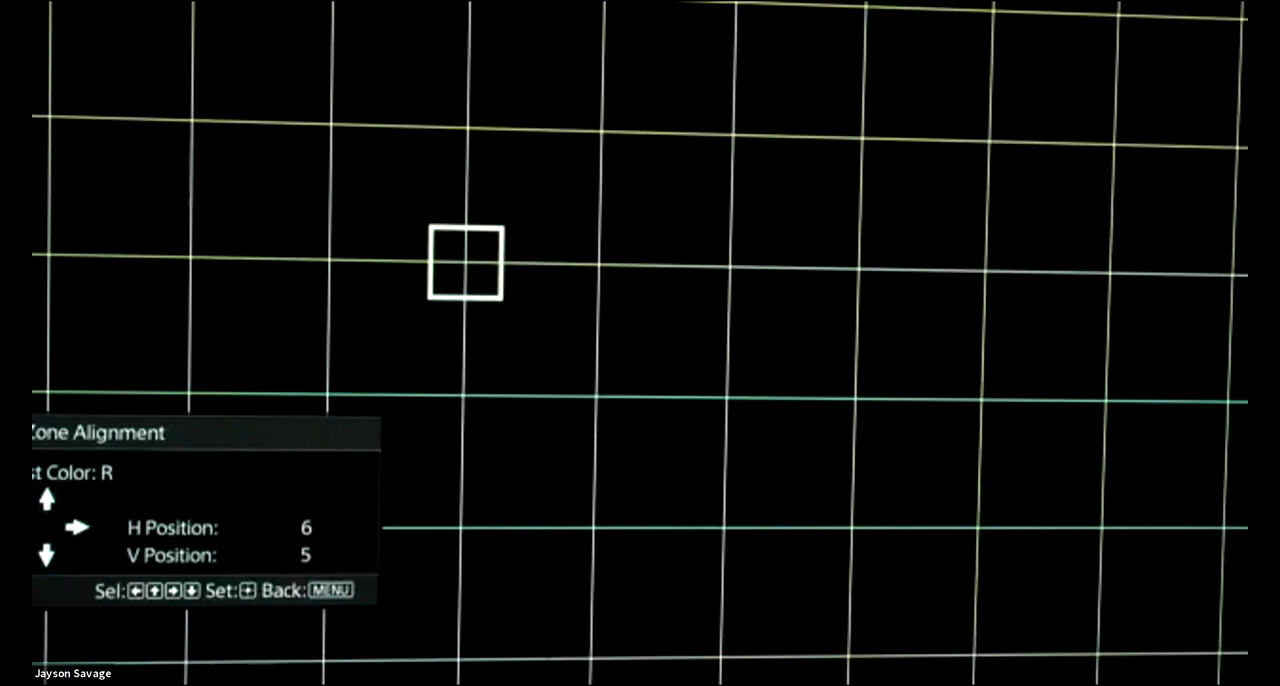 Zone Alignment
st Color: R
H Position: 6
V Position: 5
Sel: Set: Back: MENU
Jayson Savage